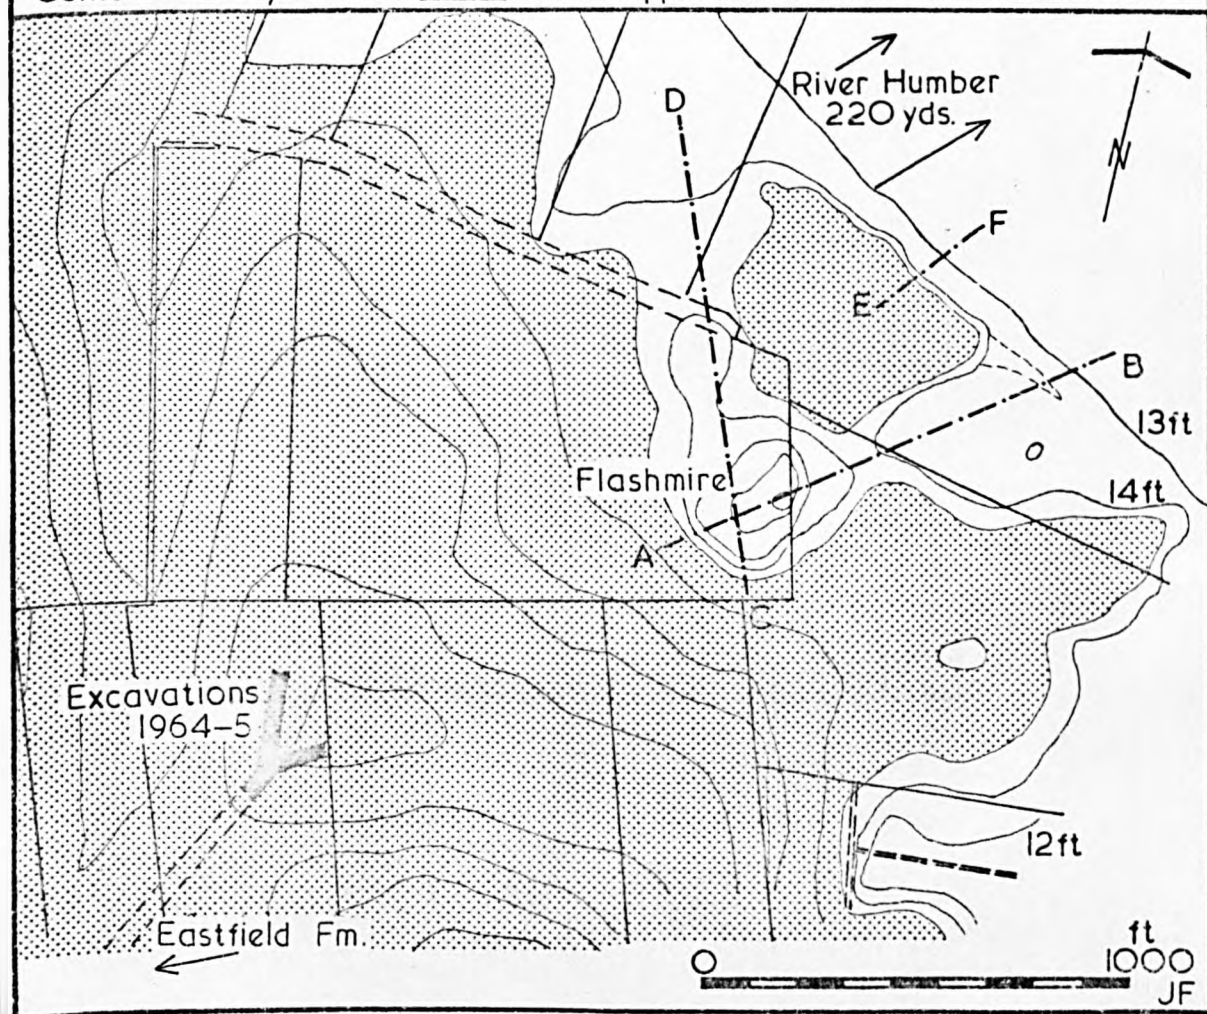 River Humber
220 yds.
N
D
F
E
B
13ft
14ft
Flashmire
A
C
Excavations
1964-5
12ft
Eastfield Fm.
ft
0 1000
JF